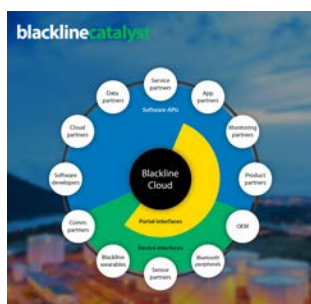 blacklinecatalyst
Service
partners
App
partners
Monitoring
partners
Product
partners
OEM
Bluetooth
peripherals
Sensor
partners
Blackline
wearables
Comm.
partners
Software
developers
Cloud
partners
Data
partners
Software APIs
Blackline
Cloud
Portal interfaces
Device interfaces